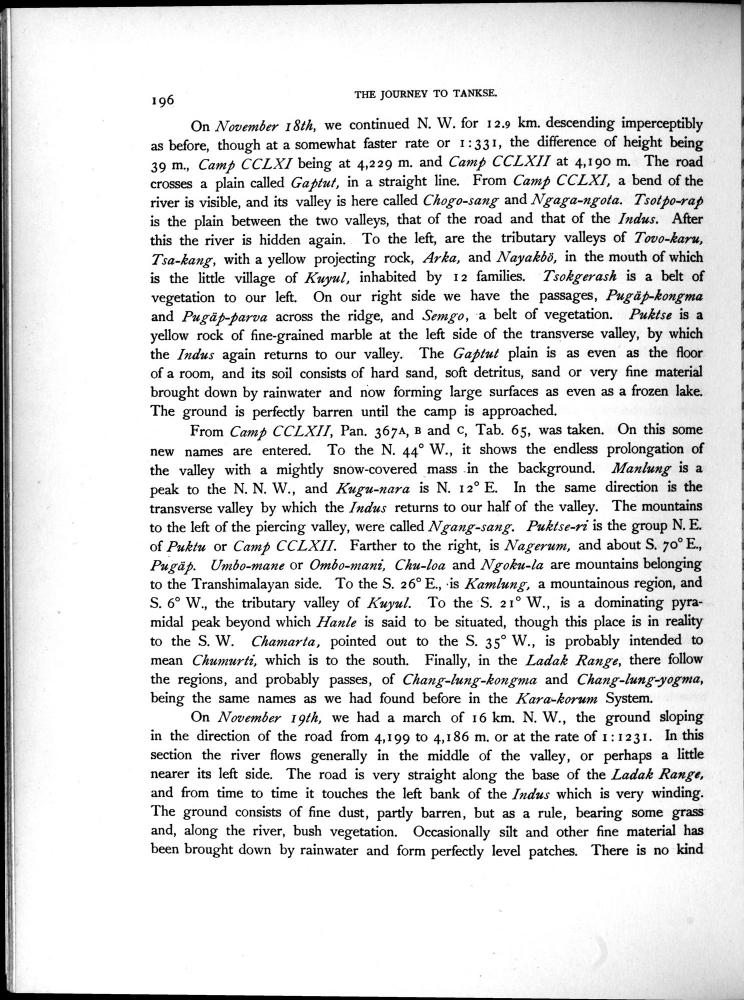 196
THE JOURNEY TO TANKSE.
On November 18th, we continued N. W. for 12.9 km. descending imperceptibly
as before, though at a somewhat faster rate or 1:331, the difference of height being
39 m., Camp CCLXI being at 4,229 m. and Camp CCLXII at 4,190 m. The road
crosses a plain called Gaptut, in a straight line. From Camp CCLXI, a bend of the
river is visible, and its valley is here called Chogo-sang and Ngaga-ngota. Tsotpo-rap
is the plain between the two valleys, that of the road and that of the Indus. After
this the river is hidden again. To the left, are the tributary valleys of Tovo-karu,
Tsa-kang, with a yellow projecting rock, Arka, and Nayakbö, in the mouth of which
is the little village of Kuyul, inhabited by 12 families. Tsokgerash is a belt of
vegetation to our left. On our right side we have the passages, Pugäp-kongma
and Pugäp-parva across the ridge, and Semgo, a belt of vegetation. Puktse is a
yellow rock of fine-grained marble at the left side of the transverse valley, by which
the Indus again returns to our valley. The Gaptut plain is as even as the floor
of a room, and its soil consists of hard sand, soft detritus, sand or very fine material
brought down by rainwater and now forming large surfaces as even as a frozen lake.
The ground is perfectly barren until the camp is approached.
From Camp CCLXII, Pan. 367A, B and C, Tab. 65, was taken. On this some
new names are entered. To the N. 44° W., it shows the endless prolongation of
the valley with a mightly snow-covered mass in the background. Manlung is a
peak to the N. N. W., and Kugu-nara is N. 12° E. In the same direction is the
transverse valley by which the Indus returns to our half of the valley. The mountains
to the left of the piercing valley, were called Ngang-sang. Puktse-ri is the group N. E.
of Puktu or Camp CCLXII. Farther to the right, is Nagerum, and about S. 70° E.,
Pugäp. Umbo-mane or Ombo-mani, Chu-loa and Ngoku-la are mountains belonging
to the Transhimalayan side. To the S. 26° E., is Kamlung, a mountainous region, and
S. 6° W., the tributary valley of Kuyul. To the S. 21° W., is a dominating pyra-
midal peak beyond which Hanle is said to be situated, though this place is in reality
to the S. W. Chamarta, pointed out to the S. 35° W., is probably intended to
mean Chumurti, which is to the south. Finally, in the Ladak Range, there follow
the regions, and probably passes, of Chang-lung-kongma and Chang-lung-yogma,
being the same names as we had found before in the Kara-korum System.
On November 19th, we had a march of 16 km. N. W., the ground sloping
in the direction of the road from 4,199 to 4,186 m. or at the rate of 1:1231. In this
section the river flows generally in the middle of the valley, or perhaps a little
nearer its left side. The road is very straight along the base of the Ladak Range,
and from time to time it touches the left bank of the Indus which is very winding.
The ground consists of fine dust, partly barren, but as a rule, bearing some grass
and, along the river, bush vegetation. Occasionally silt and other fine material has
been brought down by rainwater and form perfectly level patches. There is no kind